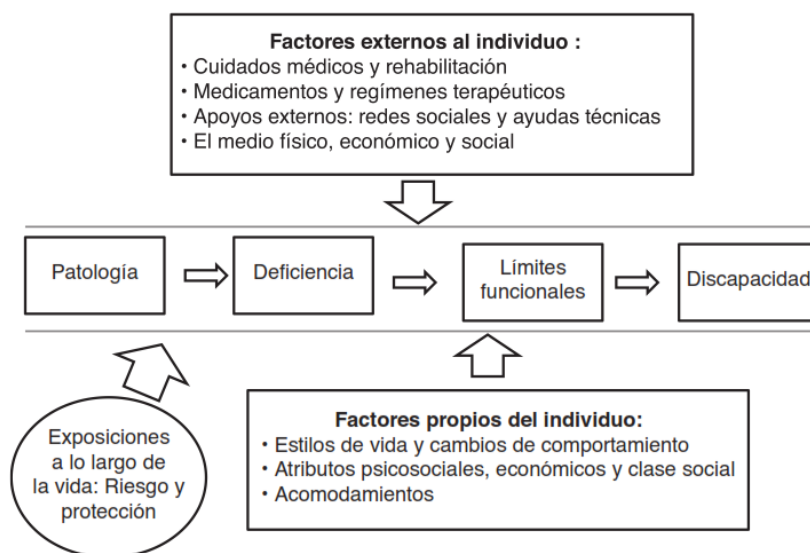 Factores externos al individuo :
• Cuidados médicos y rehabilitación
• Medicamentos y regímenes terapéuticos
• Apoyos externos: redes sociales y ayudas técnicas
• El medio físico, económico y social
Patología
Deficiencia
Límites
funcionales
Discapacidad
Exposiciones
a lo largo de
la vida: Riesgo y
protección
Factores propios del individuo:
• Estilos de vida y cambios de comportamiento
• Atributos psicosociales, económicos y clase social
• Acomodamientos